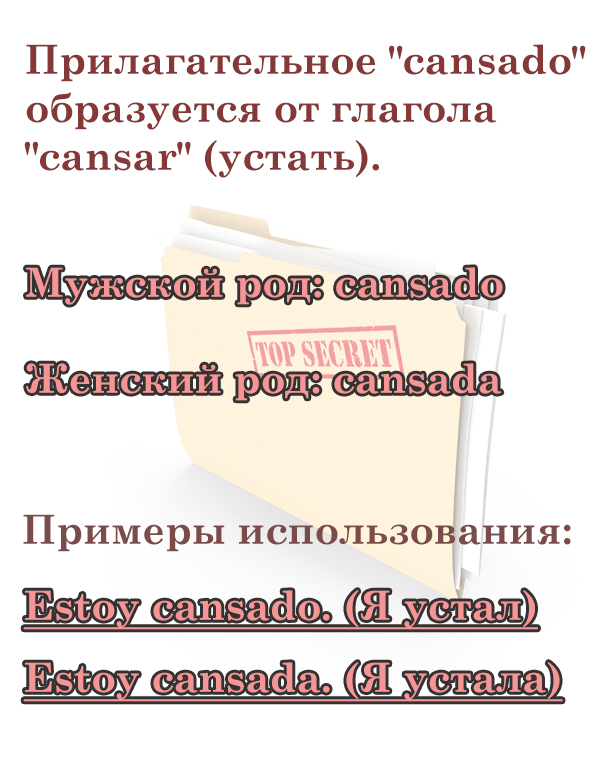 Прилагательное "cansado"
образуется от глагола
"cansar" (устать).
Мужской род: cansado
TOP SECRET
Женский род: cansada
Примеры использования:
Estoy cansado. (Я устал)
Estoy cansada. (Я устала)